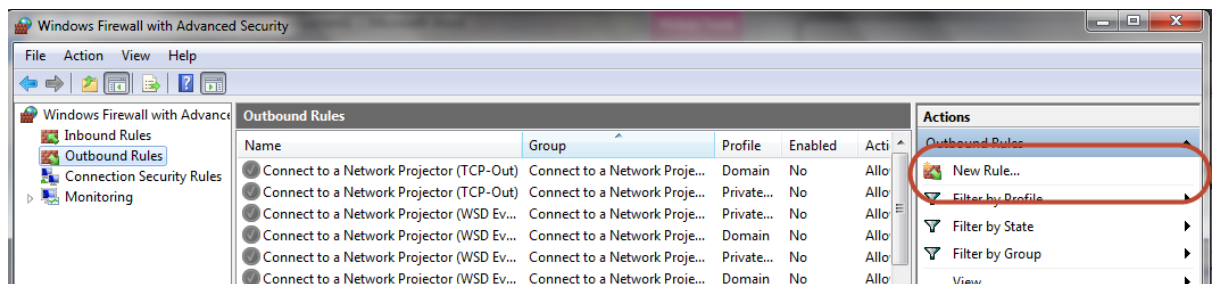 Windows Firewall with Advanced Security
File Action View Help
Windows Firewall with Advance
Inbound Rules
Outbound Rules
Connection Security Rules
Monitoring
Outbound Rules
Name Group Profile Enabled Acti
Connect to a Network Projector (TCP-Out) Connect to a Network Proje... Domain No Allo
Connect to a Network Projector (TCP-Out) Connect to a Network Proje... Private... No Allo
Connect to a Network Projector (WSD Ev... Connect to a Network Proje... Private... No Allo
Connect to a Network Projector (WSD Ev... Connect to a Network Proje... Domain No Allo
Connect to a Network Projector (WSD Ev... Connect to a Network Proje... Private... No Allo
Connect to a Network Projector (WSD Ev... Connect to a Network Proje... Domain No Allo
Actions
Outbound Rules
New Rule...
Filter by Profile
Filter by State
Filter by Group
View